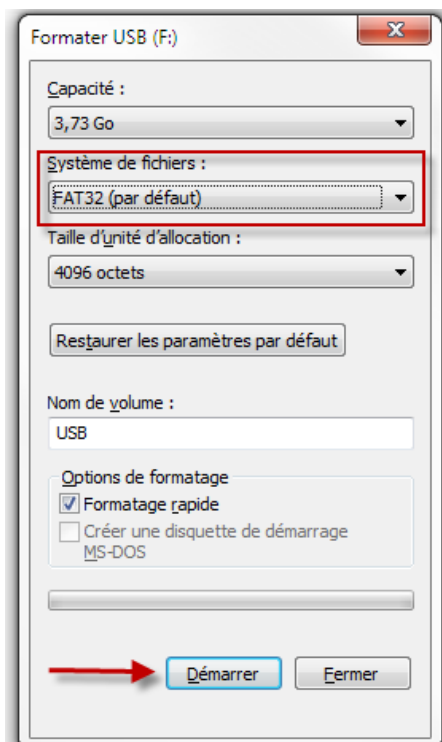 Formater USB (F:)
Capacité :
3,73 Go
Système de fichiers :
FAT32 (par défaut)
Taille d'unité d'allocation :
4096 octets
Restaurer les paramètres par défaut
Nom de volume :
USB
Options de formatage
Formatage rapide
Créer une disquette de démarrage
MS-DOS
Démarrer
Fermer